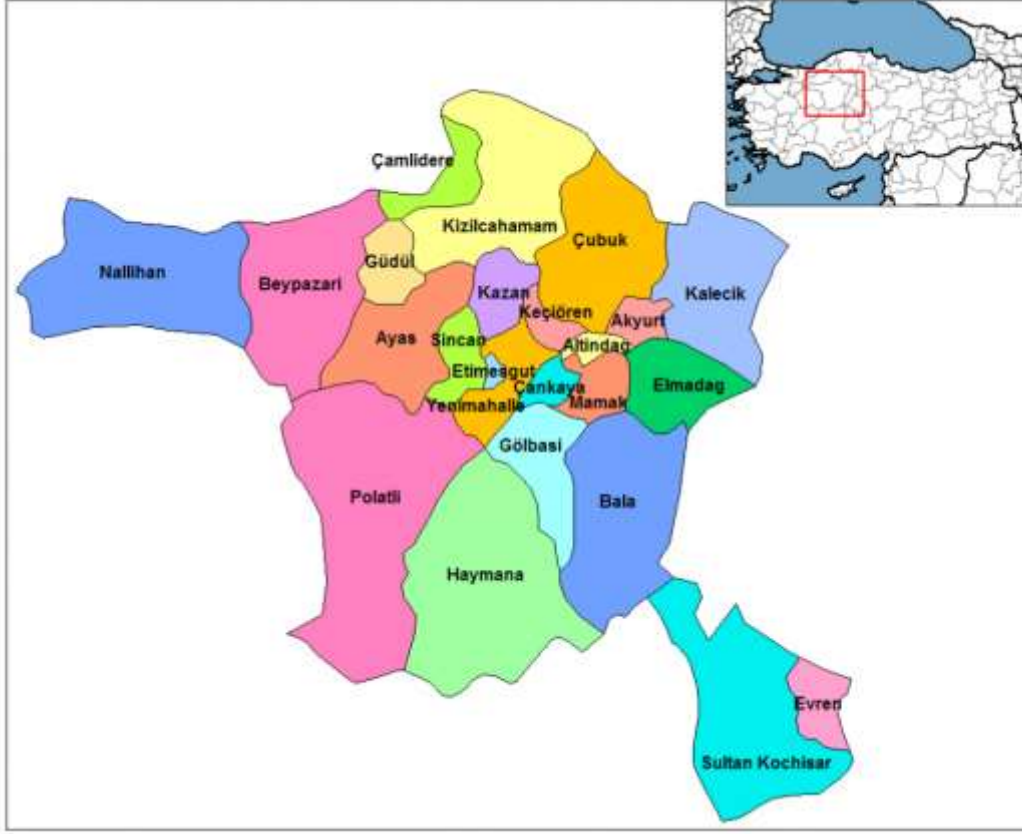 Çamlidere
Kizilcahamam
Çubuk
Nallihan
Güdül
Beypazari
Kazan
Kalecik
Keçiören
Akyurt
Ayas
Sincan
Altindag
Etimesgut
Çankaya
Elmadag
Yenimahalle
Mamak
Gölbasi
Polatli
Bala
Haymana
Evren
Sultan Kochisar